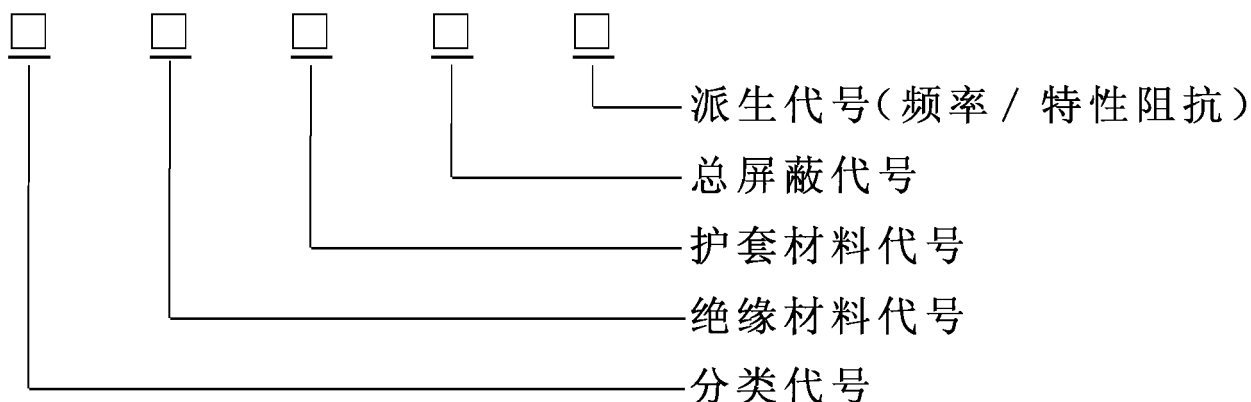 □ □ □ □ □
派生代号(频率/特性阻抗)
总屏蔽代号
护套材料代号
绝缘材料代号
分类代号